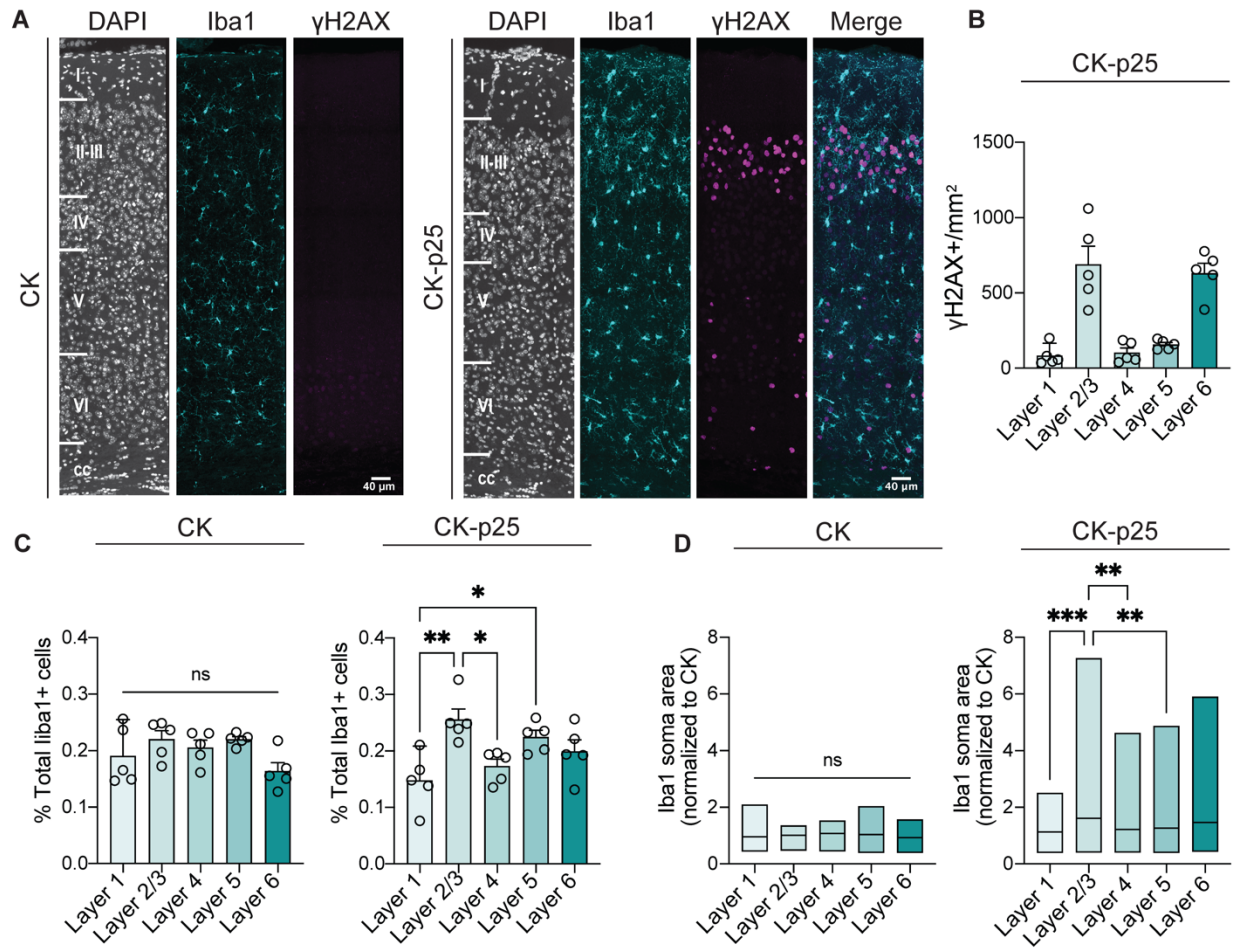 A
DAPI
Iba1
γH2AX
DAPI
Iba1
γH2AX
Merge
CK
I
II-III
IV
V
VI
cc
40 µm
CK-p25
I
II-III
IV
V
VI
cc
40 µm
B
CK-p25
γH2AX+/mm²
1500
1000
500
0
Layer 1
Layer 2/3
Layer 4
Layer 5
Layer 6
C
CK
% Total Iiba1+ cells
0.4
0.3
0.2
0.1
0.0
ns
Layer 1
Layer 2/3
Layer 4
Layer 5
Layer 6
CK-p25
% Total Iba1+ cells
0.4
0.3
0.2
0.1
0.0
*
**
*
Layer 1
Layer 2/3
Layer 4
Layer 5
Layer 6
D
CK
Iba1 soma area
(normalized to CK)
8
6
4
2
0
ns
Layer 1
Layer 2/3
Layer 4
Layer 5
Layer 6
CK-p25
Iba1 soma area
(normalized to CK)
8
6
4
2
0
**
***
**
Layer 1
Layer 2/3
Layer 4
Layer 5
Layer 6